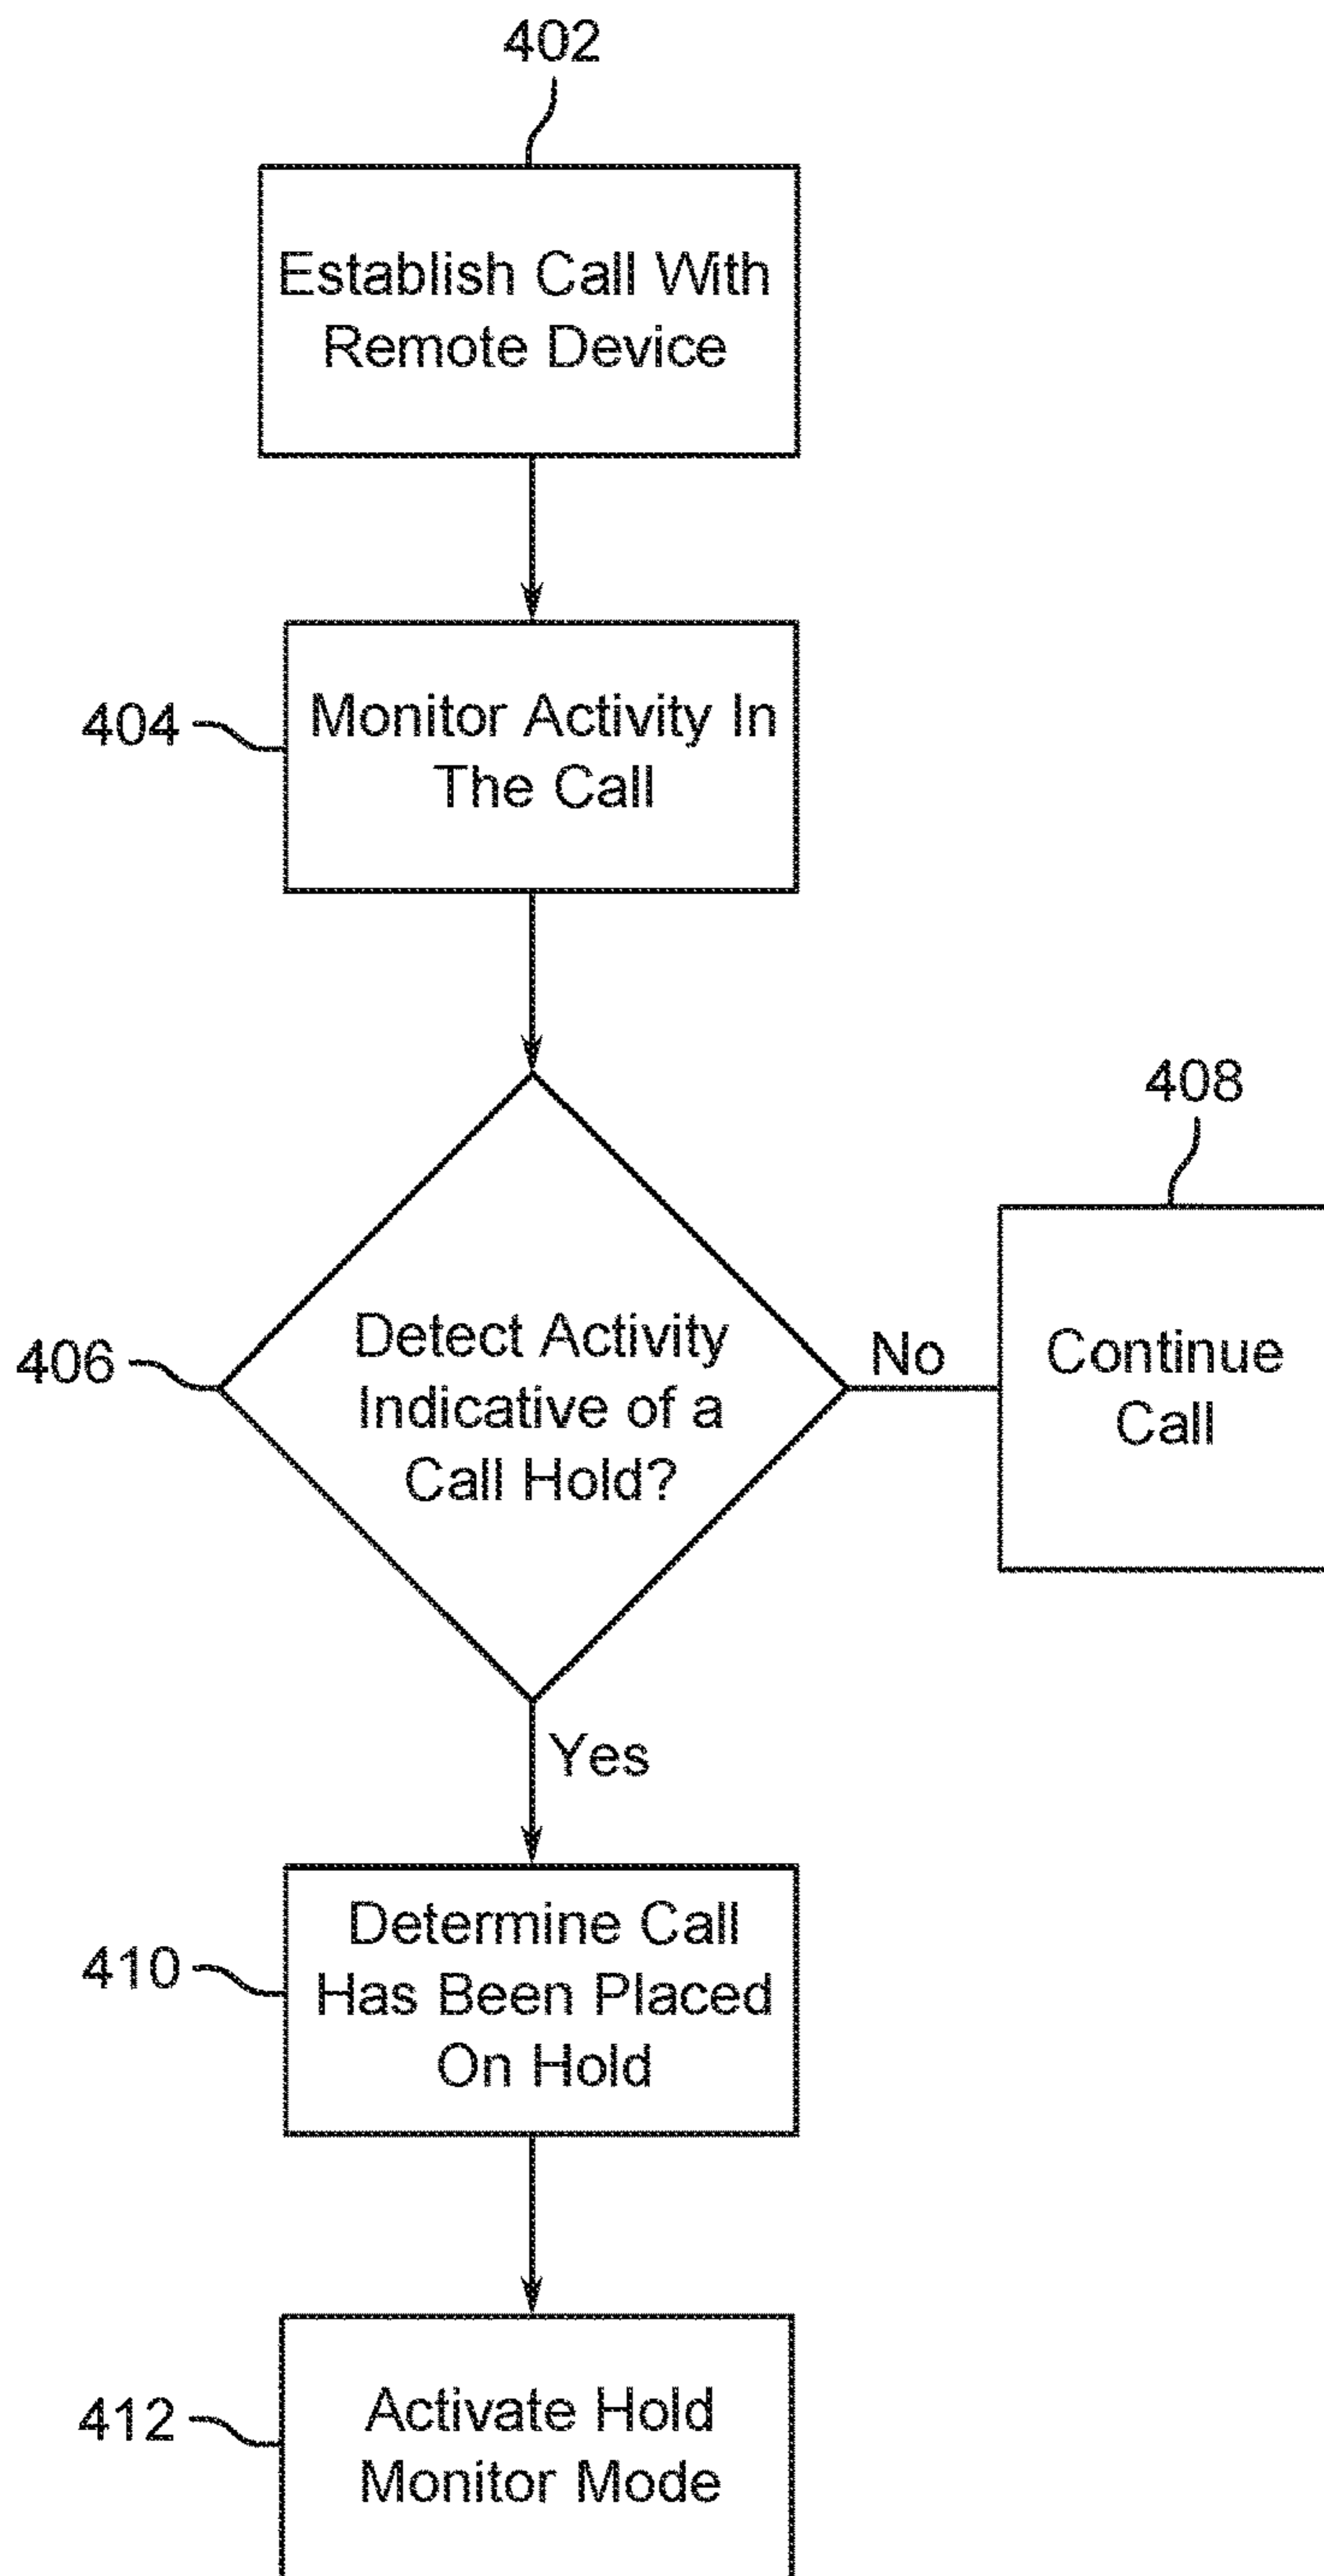 402
Establish Call With
Remote Device
404
Monitor Activity In
The Call
406
Detect Activity
Indicative of a
Call Hold?
No
408
Continue
Call
Yes
410
Determine Call
Has Been Placed
On Hold
412
Activate Hold
Monitor Mode